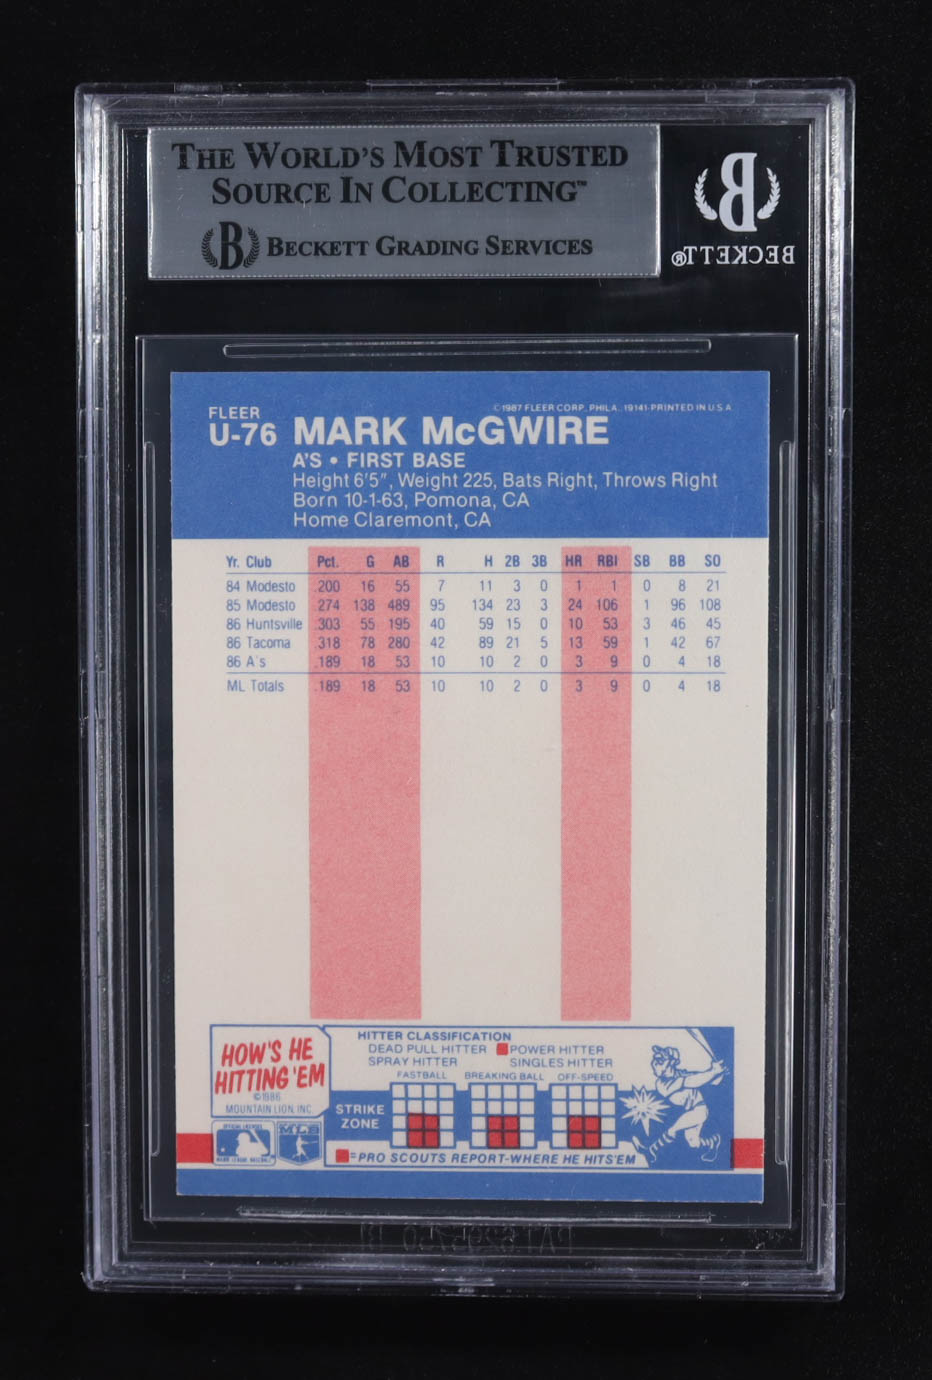 THE WORLD'S MOST TRUSTED
SOURCE IN COLLECTING™
B BECKETT GRADING SERVICES
B
BECKETT®
FLEER
U-76
©1987 FLEER CORP. PHILA., 19141-PRINTED IN U.S.A.
MARK McGWIRE
A'S • FIRST BASE
Height 6'5", Weight 225, Bats Right, Throws Right
Born 10-1-63, Pomona, CA
Home Claremont, CA
Yr. Club Pct. G AB R H 2B 3B HR RBI SB BB SO
84 Modesto .200 16 55 7 11 3 0 1 1 0 8 21
85 Modesto .274 138 489 95 134 23 3 24 106 1 96 108
86 Huntsville .303 55 195 40 59 15 0 10 53 3 46 45
86 Tacoma .318 78 280 42 89 21 5 13 59 1 42 67
86 A's .189 18 53 10 10 2 0 3 9 0 4 18
ML Totals .189 18 53 10 10 2 0 3 9 0 4 18
HOW'S HE
HITTING 'EM
©1986
MOUNTAIN LION, INC.
HITTER CLASSIFICATION
DEAD PULL HITTER POWER HITTER
SPRAY HITTER SINGLES HITTER
FASTBALL BREAKING BALL OFF-SPEED
STRIKE
ZONE
=PRO SCOUTS REPORT-WHERE HE HITS 'EM
MAJOR LEAGUE BASEBALL
MLB